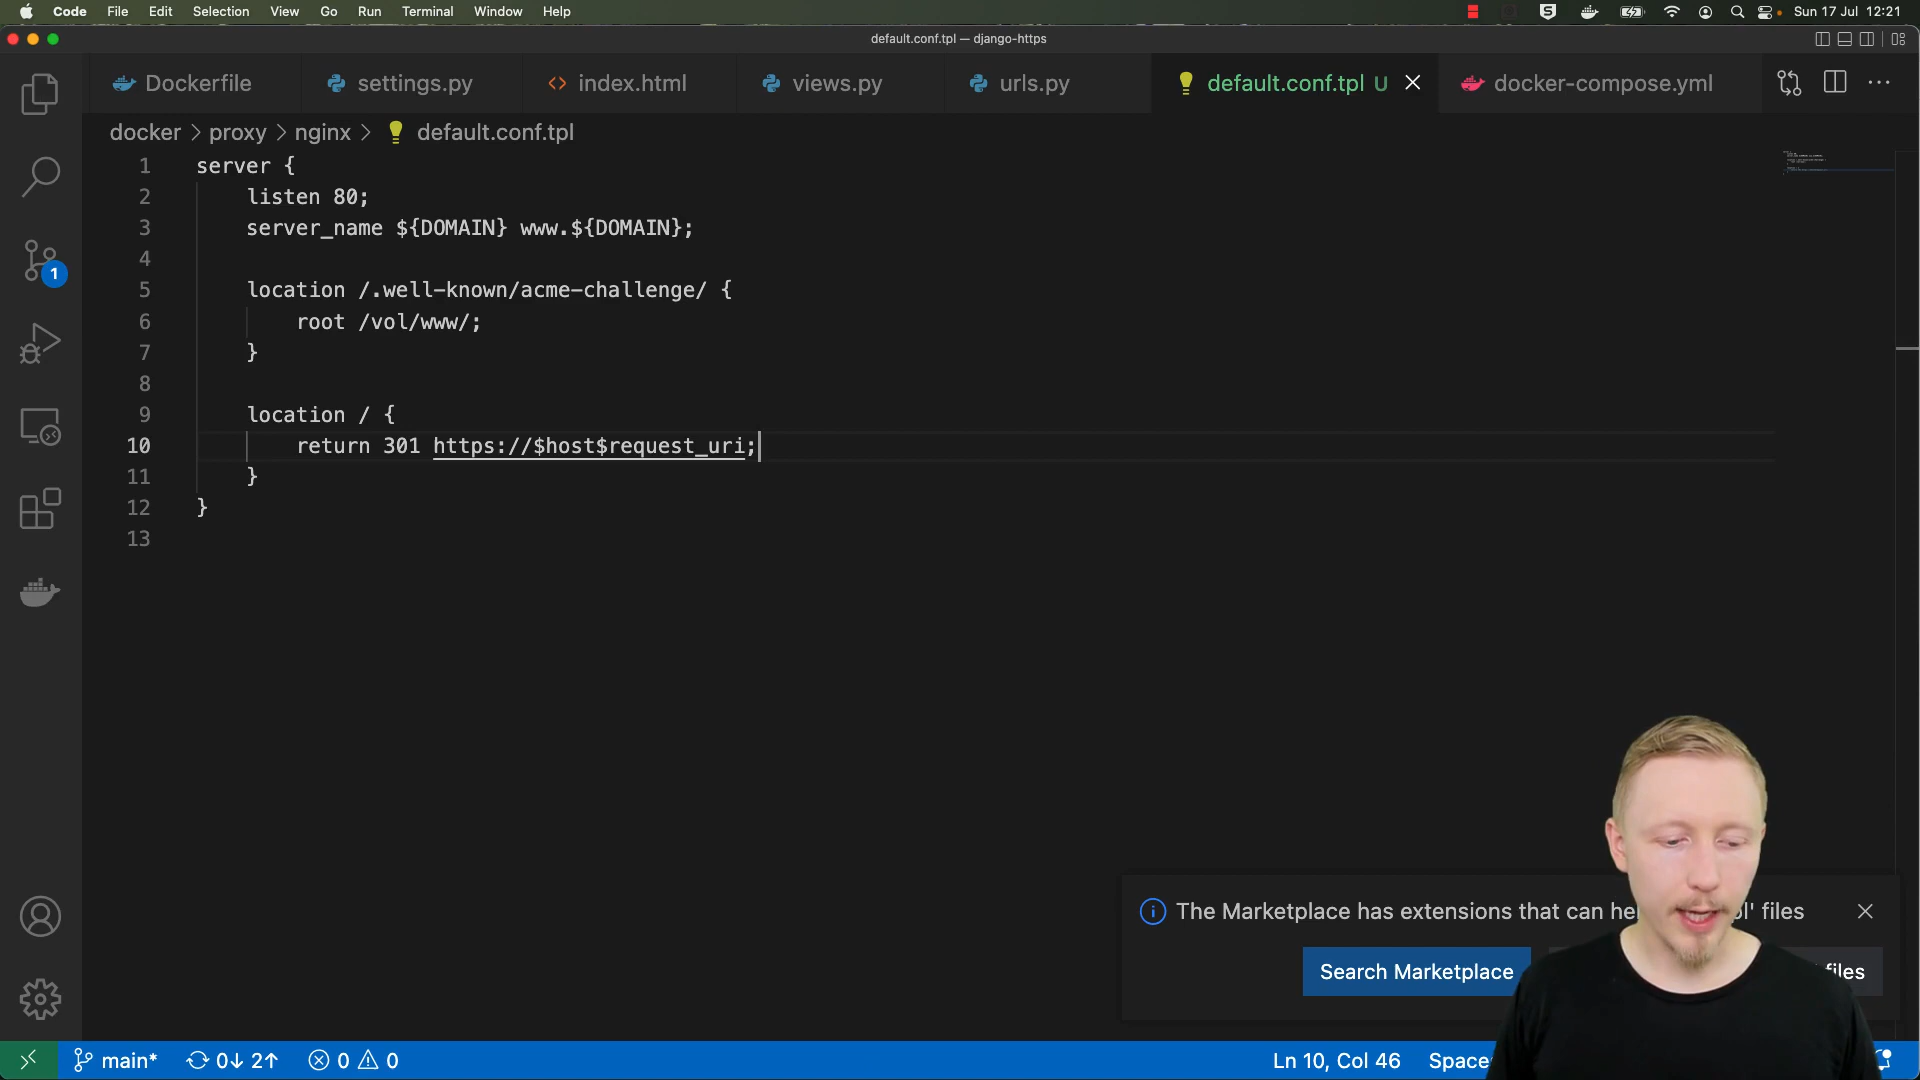 Code File Edit Selection View Go Run Terminal Window Help Sun 17 Jul 12:21
default.conf.tpl — django-https
Dockerfile settings.py index.html views.py urls.py default.conf.tpl U docker-compose.yml
docker > proxy > nginx > default.conf.tpl
1 server {
2 listen 80;
3 server_name ${DOMAIN} www.${DOMAIN};
4
5 location /.well-known/acme-challenge/ {
6 root /vol/www/;
7 }
8
9 location / {
10 return 301 https://$host$request_uri;
11 }
12 }
13
1
The Marketplace has extensions that can files
Search Marketplace files
main* 0↓ 2↑ 0 0 Ln 10, Col 46